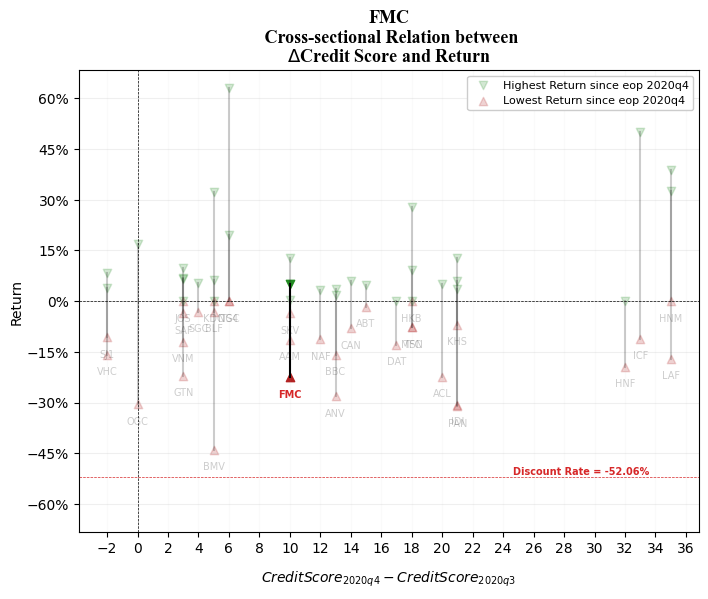 FMC
Cross-sectional Relation between
ΔCredit Score and Return
Highest Return since eop 2020q4
Lowest Return since eop 2020q4
60%
45%
30%
15%
0%
−15%
−30%
−45%
−60%
Return
JOS
HKB
HNM
SAF
SGC
BLF
SKV
ABT
MSN
KHS
VNM
AAM
NAF
CAN
DAT
ICF
VHC
BBC
GTN
ACL
HNF
LAF
FMC
OGC
ANV
PAN
BMV
Discount Rate = -52.06%
−2 0 2 4 6 8 10 12 14 16 18 20 22 24 26 28 30 32 34 36
CreditScore2020q4 − CreditScore2020q3